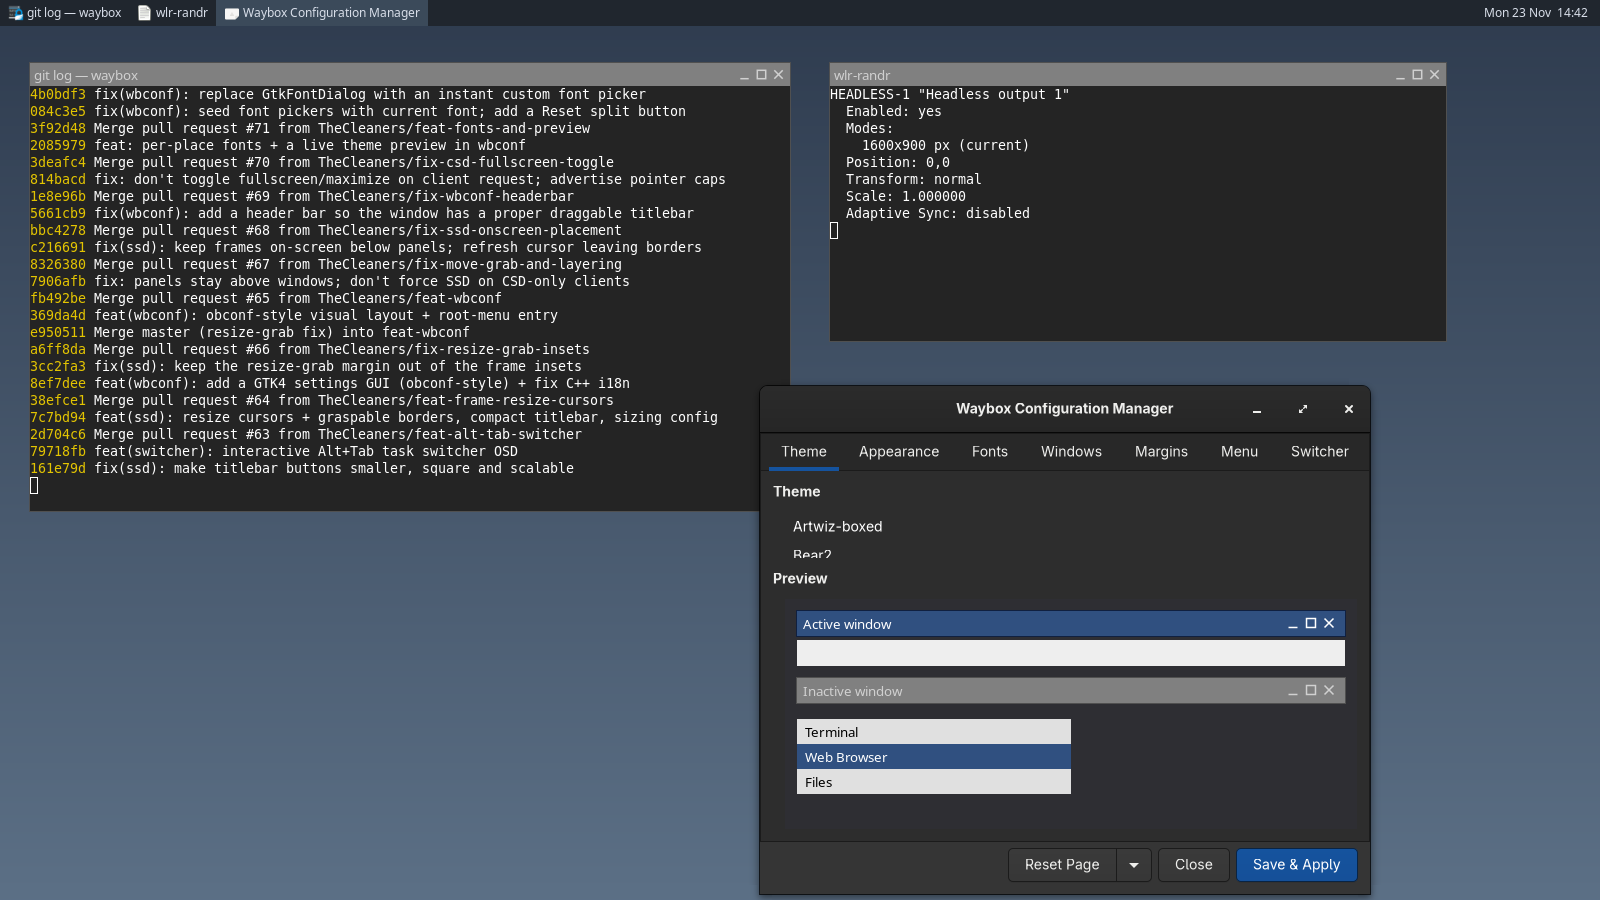 git log — waybox
wlr-randr
Waybox Configuration Manager
Mon 23 Nov 14:42
git log — waybox
4b0bdf3 fix(wbconf): replace GtkFontDialog with an instant custom font picker
084c3e5 fix(wbconf): seed font pickers with current font; add a Reset split button
3f92d48 Merge pull request #71 from TheCleaners/feat-fonts-and-preview
2085979 feat: per-place fonts + a live theme preview in wbconf
3deafc4 Merge pull request #70 from TheCleaners/fix-csd-fullscreen-toggle
814bacd fix: don't toggle fullscreen/maximize on client request; advertise pointer caps
1e8e96b Merge pull request #69 from TheCleaners/fix-wbconf-headerbar
5661cb9 fix(wbconf): add a header bar so the window has a proper draggable titlebar
bbc4278 Merge pull request #68 from TheCleaners/fix-ssd-onscreen-placement
c216691 fix(ssd): keep frames on-screen below panels; refresh cursor leaving borders
8326380 Merge pull request #67 from TheCleaners/fix-move-grab-and-layering
7906afb fix: panels stay above windows; don't force SSD on CSD-only clients
fb492be Merge pull request #65 from TheCleaners/feat-wbconf
369da4d feat(wbconf): obconf-style visual layout + root-menu entry
e950511 Merge master (resize-grab fix) into feat-wbconf
a6ff8da Merge pull request #66 from TheCleaners/fix-resize-grab-insets
3cc2fa3 fix(ssd): keep the resize-grab margin out of the frame insets
8ef7dee feat(wbconf): add a GTK4 settings GUI (obconf-style) + fix C++ i18n
38efce1 Merge pull request #64 from TheCleaners/feat-frame-resize-cursors
7c7bd94 feat(ssd): resize cursors + graspable borders, compact titlebar, sizing config
2d704c6 Merge pull request #63 from TheCleaners/feat-alt-tab-switcher
79718fb feat(switcher): interactive Alt+Tab task switcher OSD
161e79d fix(ssd): make titlebar buttons smaller, square and scalable
wlr-randr
HEADLESS-1 "Headless output 1"
Enabled: yes
Modes:
1600x900 px (current)
Position: 0,0
Transform: normal
Scale: 1.000000
Adaptive Sync: disabled
Waybox Configuration Manager
Theme
Appearance
Fonts
Windows
Margins
Menu
Switcher
Theme
Artwiz-boxed
Bear2
Preview
Active window
Inactive window
Terminal
Web Browser
Files
Reset Page
Close
Save & Apply